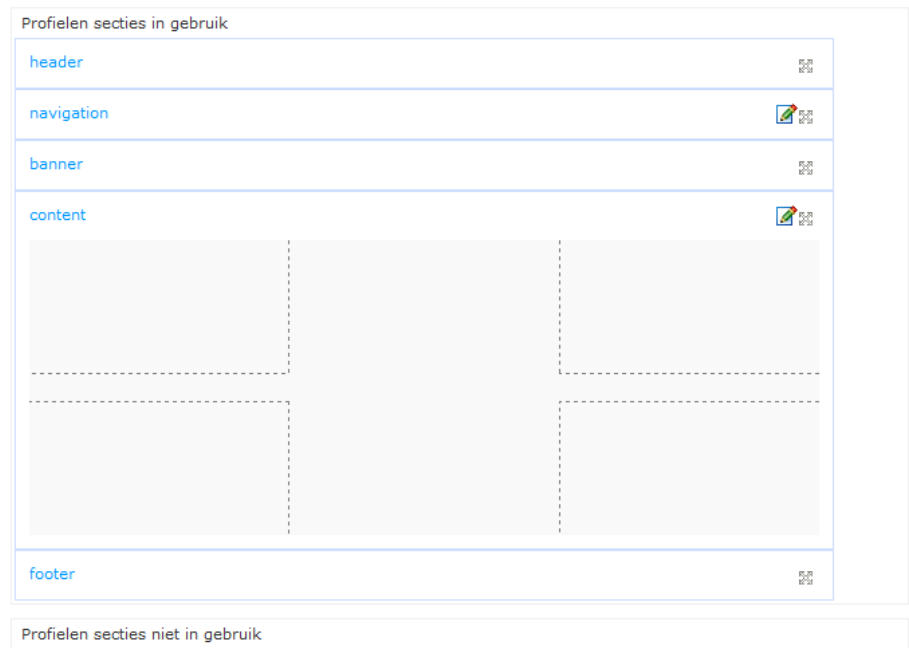 Profielen secties in gebruik
header
navigation
banner
content
footer
Profielen secties niet in gebruik